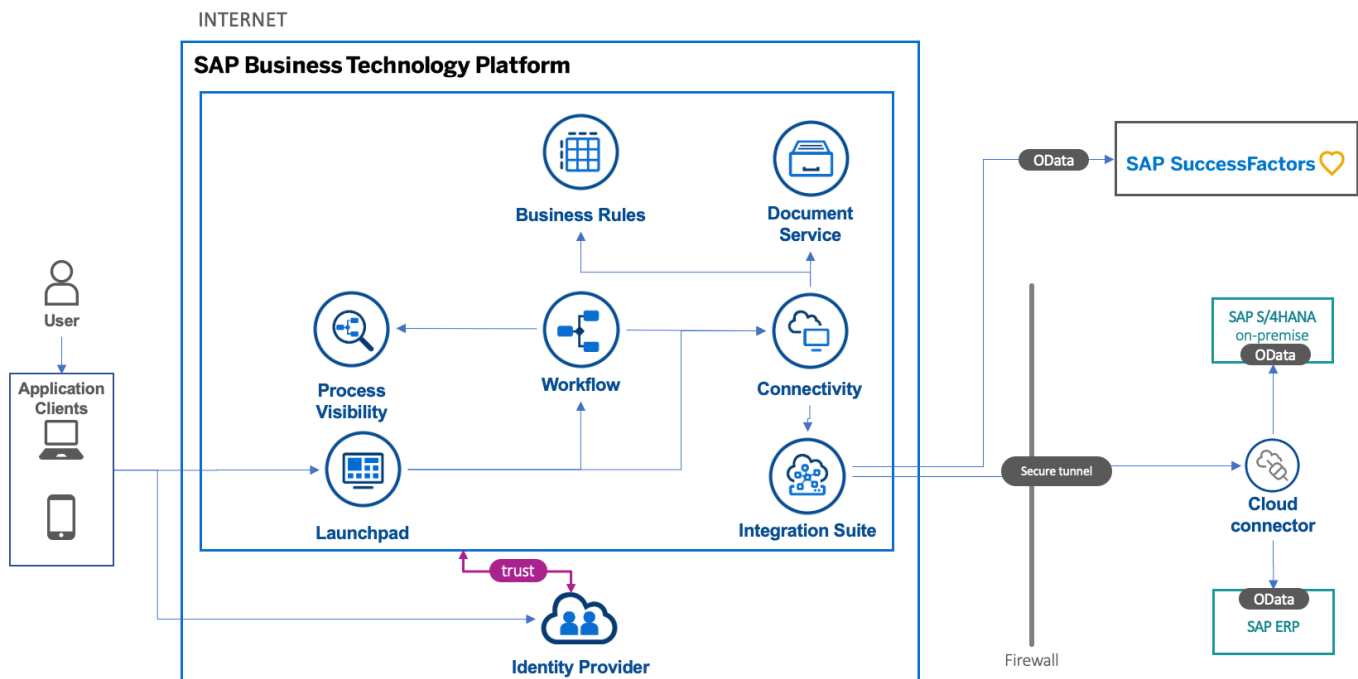 INTERNET
SAP Business Technology Platform
Business Rules
Document
Service
OData
SAP SuccessFactors
User
Application
Clients
Process
Visibility
Workflow
Connectivity
SAP S/4HANA
on-premise
OData
Launchpad
Integration Suite
Secure tunnel
Cloud
connector
trust
Identity Provider
OData
SAP ERP
Firewall